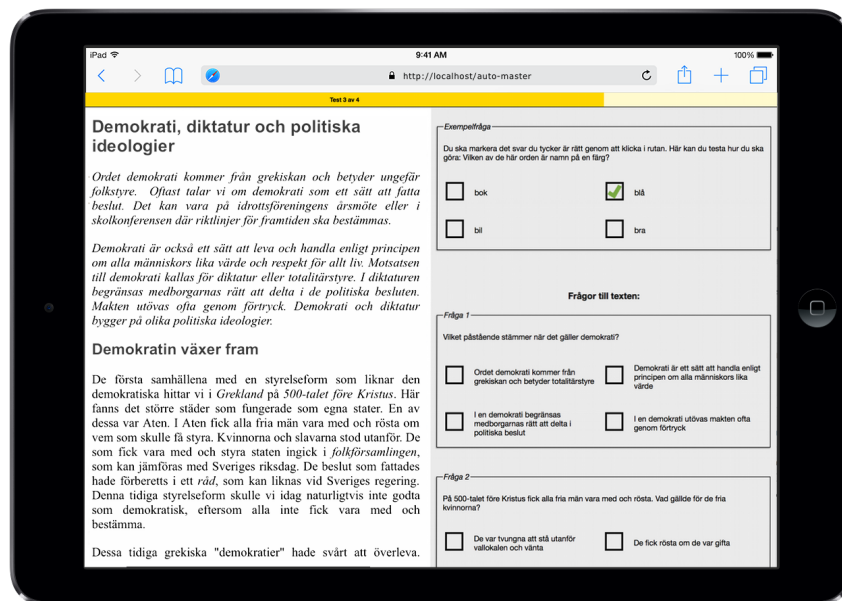 iPad
9:41 AM
100%
http://localhost/auto-master
Test 3 av 4
Demokrati, diktatur och politiska
ideologier
Ordet demokrati kommer från grekiskan och betyder ungefär
folkstyre. Oftast talar vi om demokrati som ett sätt att fatta
beslut. Det kan vara på idrottsföreningens årsmöte eller i
skolkonferensen där riktlinjer för framtiden ska bestämmas.
Demokrati är också ett sätt att leva och handla enligt principen
om alla människors lika värde och respekt för allt liv. Motsatsen
till demokrati kallas för diktatur eller totalitärstyre. I diktaturen
begränsas medborgarnas rätt att delta i de politiska besluten.
Makten utövas ofta genom förtryck. Demokrati och diktatur
bygger på olika politiska ideologier.
Demokratin växer fram
De första samhällena med en styrelseform som liknar den
demokratiska hittar vi i Grekland på 500-talet före Kristus. Här
fanns det större städer som fungerade som egna stater. En av
dessa var Aten. I Aten fick alla fria män vara med och rösta om
vem som skulle få styra. Kvinnorna och slavarna stod utanför. De
som fick vara med och styra staten ingick i folkförsamlingen,
som kan jämföras med Sveriges riksdag. De beslut som fattades
hade förberetts i ett råd, som kan liknas vid Sveriges regering.
Denna tidiga styrelseform skulle vi idag naturligtvis inte godta
som demokratisk, eftersom alla inte fick vara med och
bestämma.
Dessa tidiga grekiska "demokratier" hade svårt att överleva.
Exempelfråga
Du ska markera det svar du tycker är rätt genom att klicka i rutan. Här kan du testa hur du ska
göra: Vilken av de här orden är namn på en färg?
bok
blå
bil
bra
Frågor till texten:
Fråga 1
Vilket påstående stämmer när det gäller demokrati?
Ordet demokrati kommer från
grekiskan och betyder totalitärstyre
Demokrati är ett sätt att handla enligt
principen om alla människors lika
värde
I en demokrati begränsas
medborgarnas rätt att delta i
politiska beslut
I en demokrati utövas makten ofta
genom förtryck
Fråga 2
På 500-talet före Kristus fick alla fria män vara med och rösta. Vad gällde för de fria
kvinnorna?
De var tvungna att stå utanför
vallokalen och vänta
De fick rösta om de var gifta